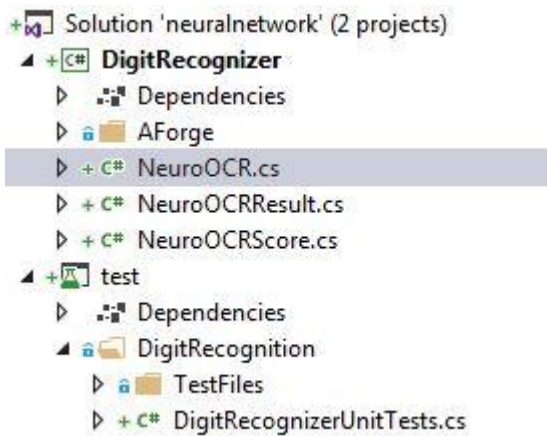 Solution 'neuralnetwork' (2 projects)
C# DigitRecognizer
Dependencies
AForge
C# NeuroOCR.cs
C# NeuroOCRResult.cs
C# NeuroOCRScore.cs
test
Dependencies
DigitRecognition
TestFiles
C# DigitRecognizerUnitTests.cs